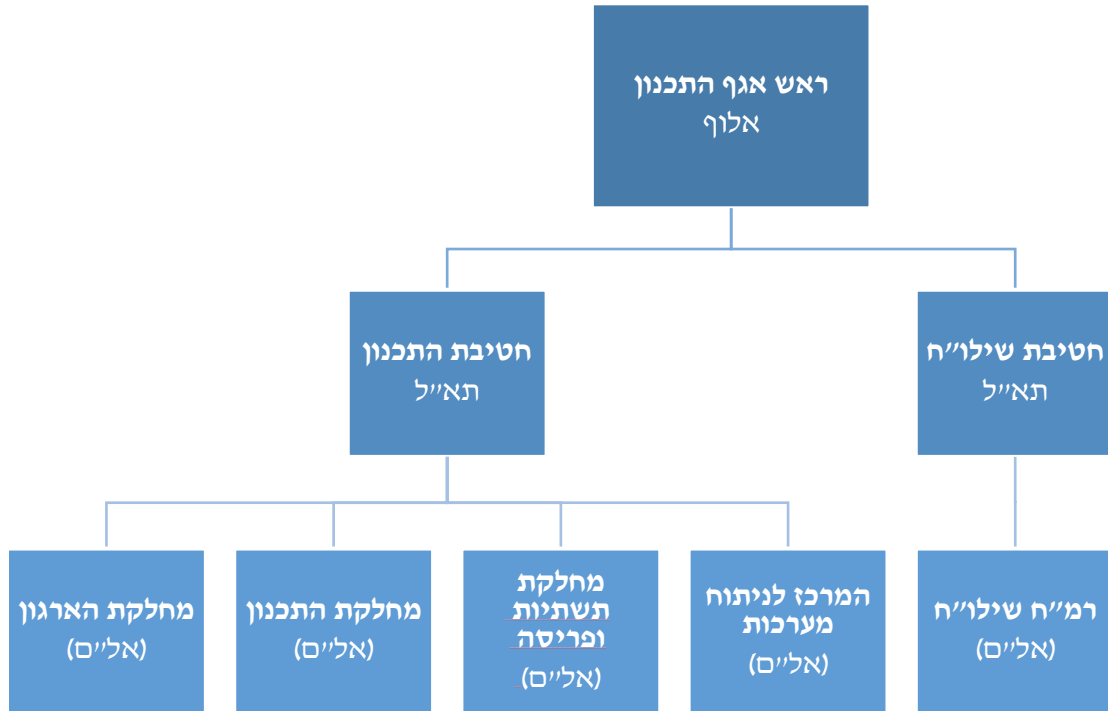 ראש אגף התכנון
אלוף
חטיבת שילו״ח
תא״ל
חטיבת התכנון
תא״ל
רמ״ח שילו״ח
(אל״ם)
המרכז לניתוח
מערכות
(אל״ם)
מחלקת
תשתיות
ופריסה
(אל״ם)
מחלקת התכנון
(אל״ם)
מחלקת הארגון
(אל״ם)